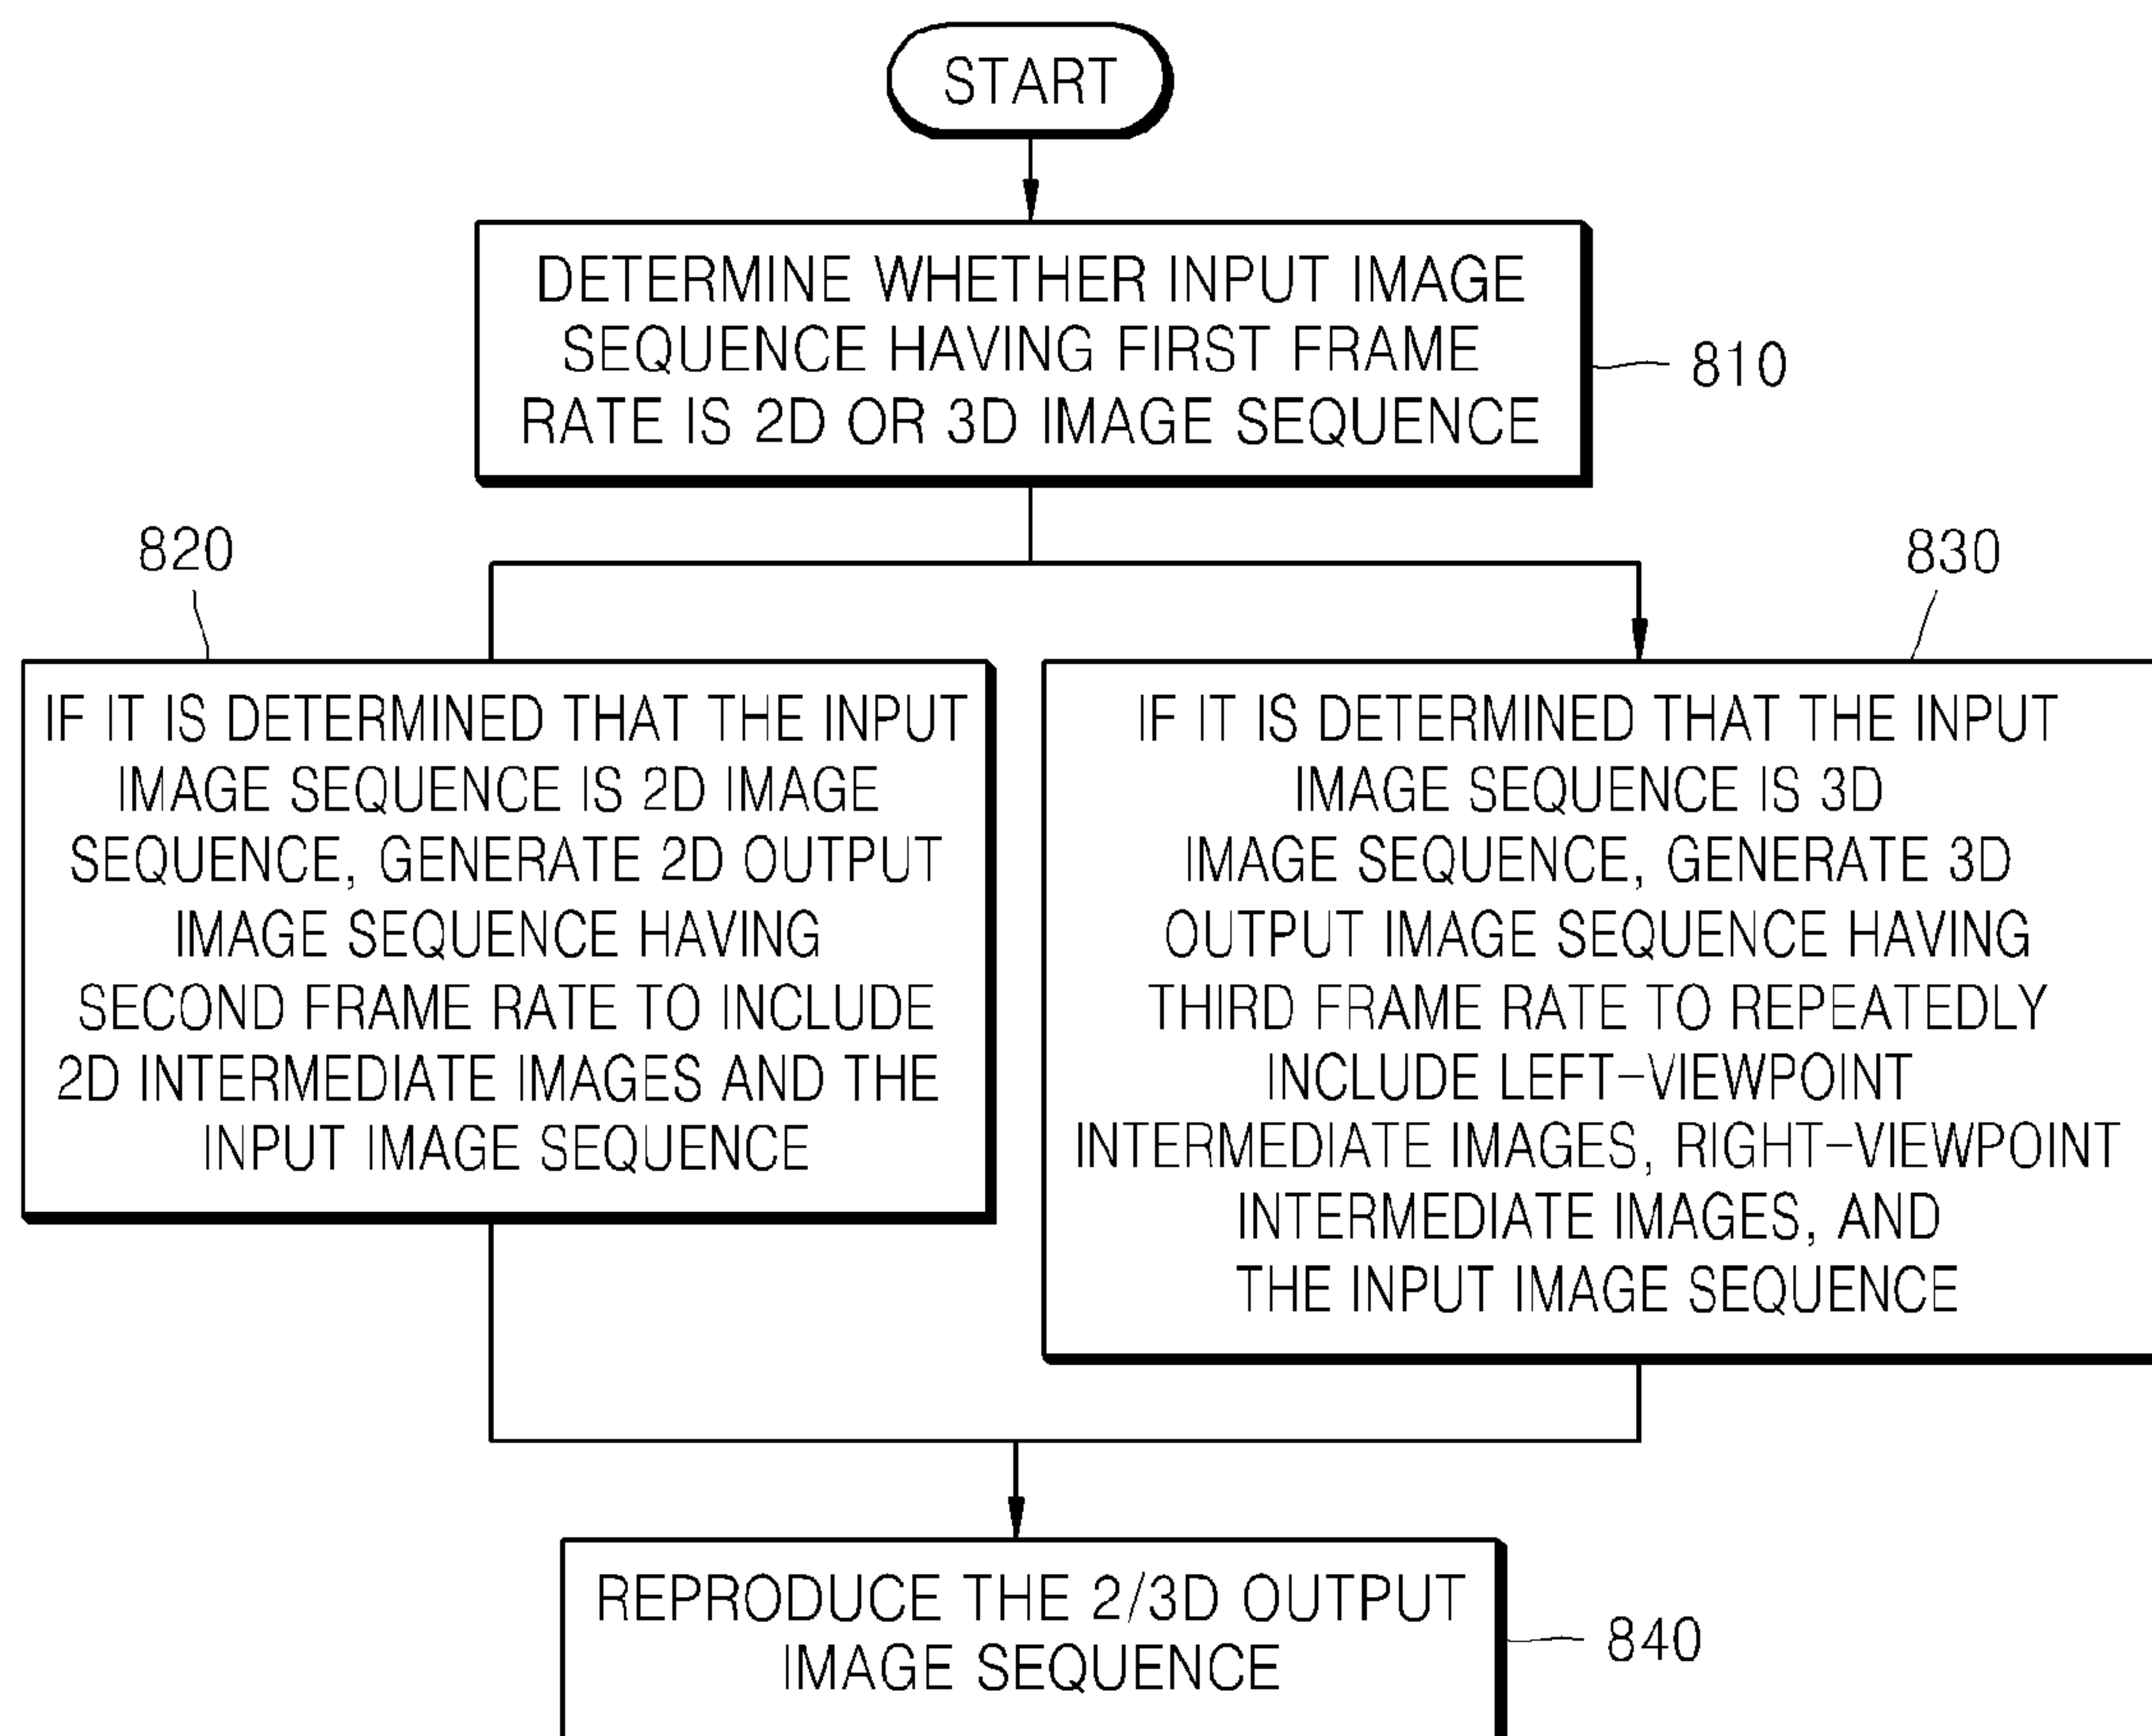 START
DETERMINE WHETHER INPUT IMAGE
SEQUENCE HAVING FIRST FRAME
RATE IS 2D OR 3D IMAGE SEQUENCE
810
820
IF IT IS DETERMINED THAT THE INPUT
IMAGE SEQUENCE IS 2D IMAGE
SEQUENCE, GENERATE 2D OUTPUT
IMAGE SEQUENCE HAVING
SECOND FRAME RATE TO INCLUDE
2D INTERMEDIATE IMAGES AND THE
INPUT IMAGE SEQUENCE
830
IF IT IS DETERMINED THAT THE INPUT
IMAGE SEQUENCE IS 3D
IMAGE SEQUENCE, GENERATE 3D
OUTPUT IMAGE SEQUENCE HAVING
THIRD FRAME RATE TO REPEATEDLY
INCLUDE LEFT-VIEWPOINT
INTERMEDIATE IMAGES, RIGHT-VIEWPOINT
INTERMEDIATE IMAGES, AND
THE INPUT IMAGE SEQUENCE
REPRODUCE THE 2/3D OUTPUT
IMAGE SEQUENCE
840